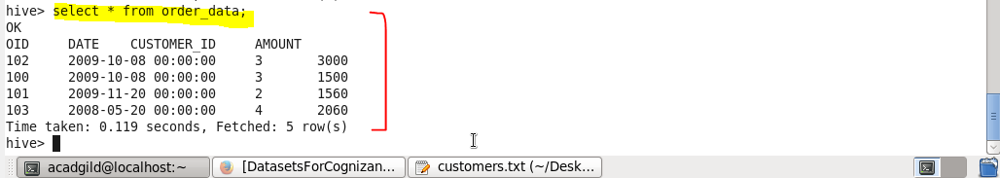 hive> select * from order_data;
OK
OID     DATE    CUSTOMER_ID     AMOUNT
102     2009-10-08 00:00:00     3       3000
100     2009-10-08 00:00:00     3       1500
101     2009-11-20 00:00:00     2       1560
103     2008-05-20 00:00:00     4       2060
Time taken: 0.119 seconds, Fetched: 5 row(s)
hive>
acadgild@localhost:~
[DatasetsForCognizan...
customers.txt (~/Desk...